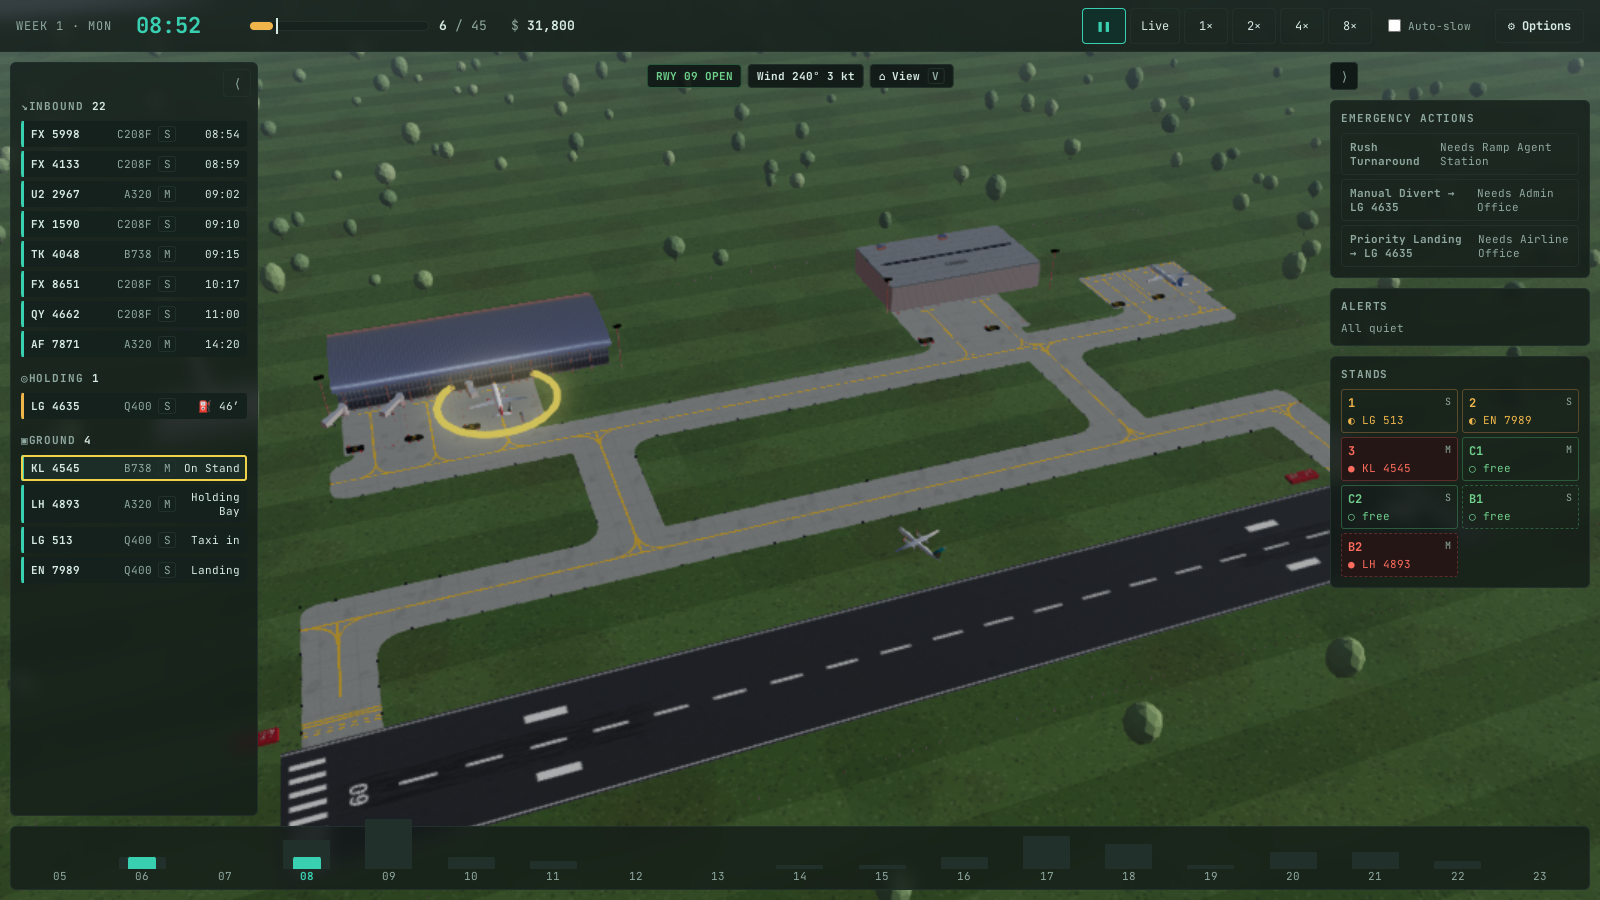 WEEK 1 · MON 08:52 6 / 45 $ 31,800 Live 1× 2× 4× 8× Auto-slow ⚙ Options
RWY 09 OPEN Wind 240° 3 kt ⌂ View V
↘INBOUND 22
FX 5998 C208F S 08:54
FX 4133 C208F S 08:59
U2 2967 A320 M 09:02
FX 1590 C208F S 09:10
TK 4048 B738 M 09:15
FX 8651 C208F S 10:17
QY 4662 C208F S 11:00
AF 7871 A320 M 14:20
◎HOLDING 1
LG 4635 Q400 S ⛽ 46′
▣GROUND 4
KL 4545 B738 M On Stand
LH 4893 A320 M Holding
Bay
LG 513 Q400 S Taxi in
EN 7989 Q400 S Landing
EMERGENCY ACTIONS
Rush Turnaround
Needs Ramp Agent Station
Manual Divert →
LG 4635
Needs Admin
Office
Priority Landing
→ LG 4635
Needs Airline
Office
ALERTS
All quiet
STANDS
1 S
◐ LG 513
2 S
◐ EN 7989
3 M
● KL 4545
C1 M
○ free
C2 S
○ free
B1 S
○ free
B2 M
● LH 4893
09
05 06 07 08 09 10 11 12 13 14 15 16 17 18 19 20 21 22 23